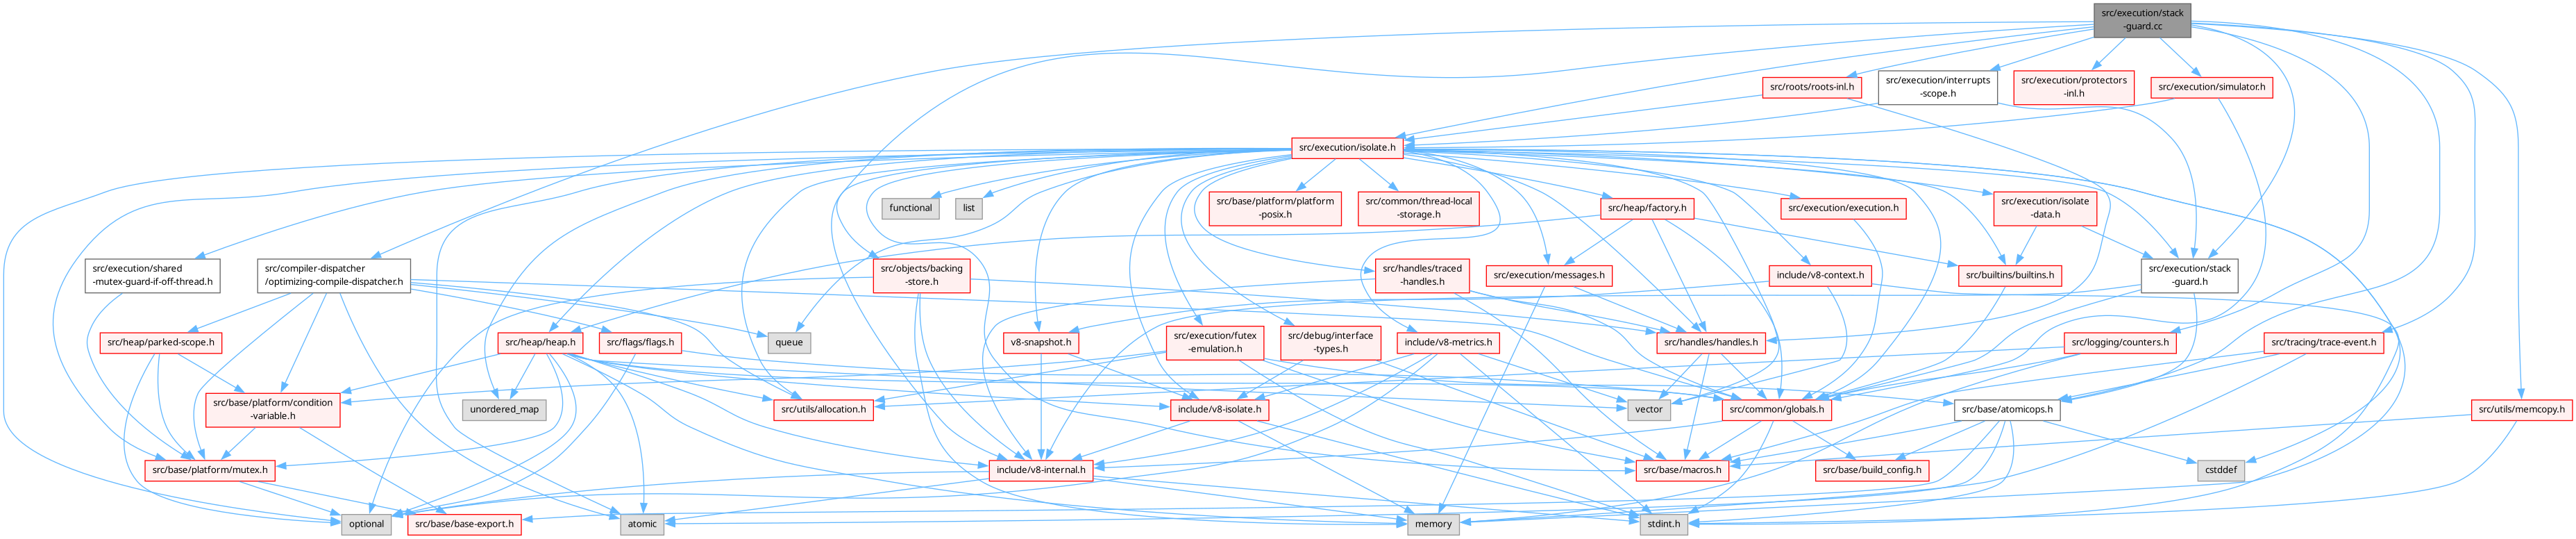 src/execution/stack
-guard.cc
src/roots/roots-inl.h
src/execution/interrupts
-scope.h
src/execution/protectors
-inl.h
src/execution/simulator.h
src/execution/isolate.h
functional
list
src/base/platform/platform
-posix.h
src/common/thread-local
-storage.h
src/heap/factory.h
src/execution/execution.h
src/execution/isolate
-data.h
src/execution/shared
-mutex-guard-if-off-thread.h
src/compiler-dispatcher
/optimizing-compile-dispatcher.h
src/objects/backing
-store.h
src/handles/traced
-handles.h
src/execution/messages.h
include/v8-context.h
src/builtins/builtins.h
src/execution/stack
-guard.h
src/heap/parked-scope.h
src/heap/heap.h
src/flags/flags.h
queue
v8-snapshot.h
src/execution/futex
-emulation.h
src/debug/interface
-types.h
include/v8-metrics.h
src/handles/handles.h
src/logging/counters.h
src/tracing/trace-event.h
src/base/platform/condition
-variable.h
unordered_map
src/utils/allocation.h
include/v8-isolate.h
vector
src/common/globals.h
src/base/atomicops.h
src/utils/memcopy.h
src/base/platform/mutex.h
include/v8-internal.h
src/base/macros.h
src/base/build_config.h
cstddef
optional
src/base/base-export.h
atomic
memory
stdint.h